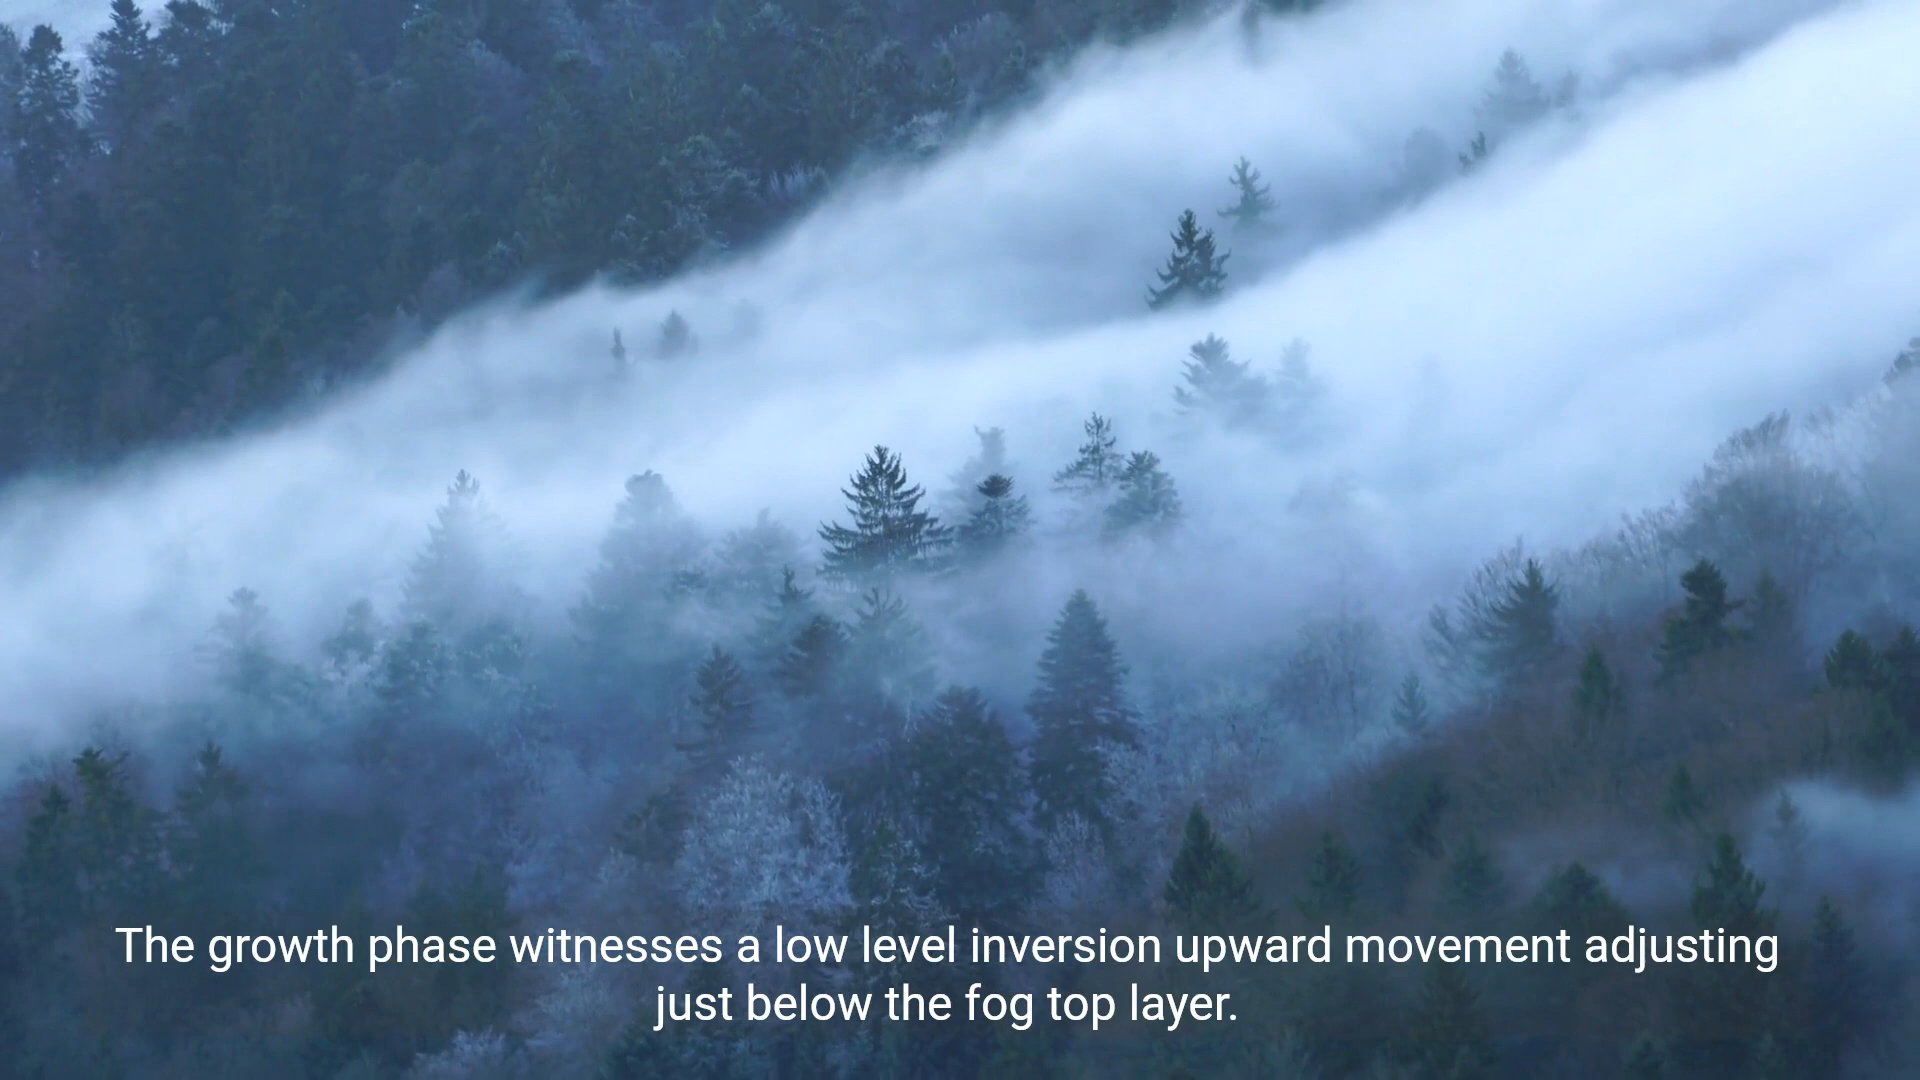 The growth phase witnesses a low level inversion upward movement adjusting
just below the fog top layer.